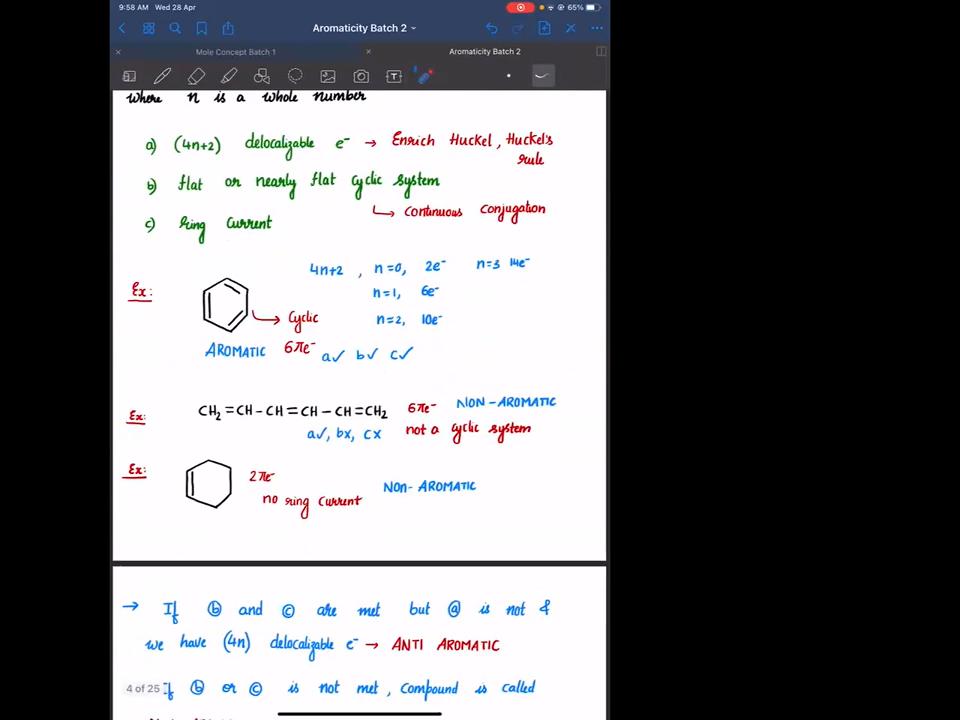 9:58 AM Wed 28 Apr
65%
Aromaticity Batch 2
Mole Concept Batch 1
Aromaticity Batch 2
where n is a whole number
a) (4n+2) delocalizable e⁻ → Enrich Huckel, Huckel's
rule
b) flat or nearly flat cyclic system
↳ continuous conjugation
c) Ring current
4n+2 , n=0, 2e⁻ n=3 14e⁻
n=1, 6e⁻
n=2, 10e⁻
Ex:
→ Cyclic
AROMATIC 6πe⁻ a✓ b✓ c✓
Ex: CH₂=CH-CH=CH-CH=CH₂ 6πe⁻ NON-AROMATIC
a✓, bx, cx not a cyclic system
Ex: 2πe⁻
no ring current NON-AROMATIC
→ If ⓑ and ⓒ are met but ⓐ is not &
we have (4n) delocalizable e⁻ → ANTI AROMATIC
4 of 25 If ⓑ or ⓒ is not met, compound is called